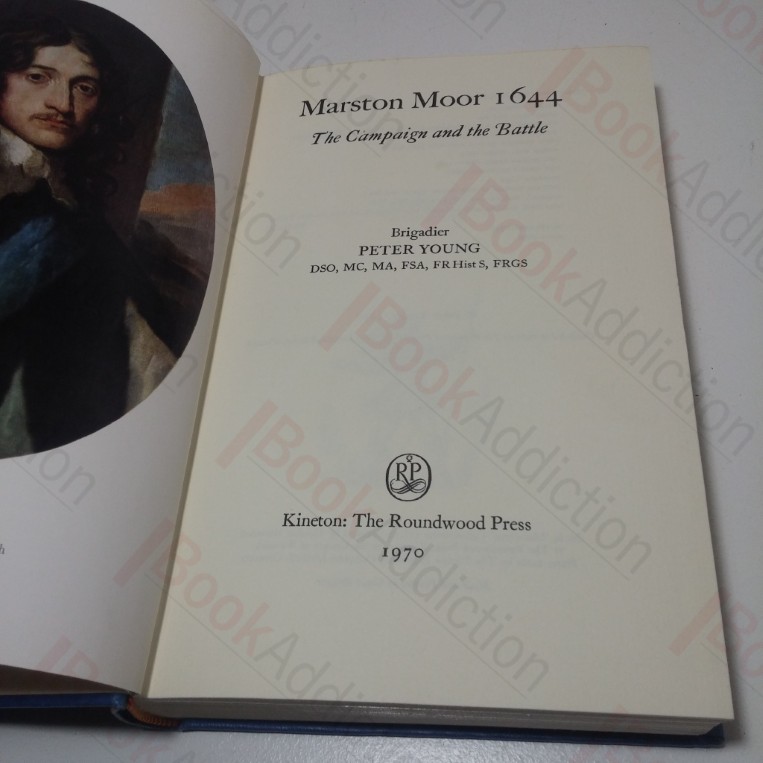 Marston Moor 1644
The Campaign and the Battle
Brigadier
PETER YOUNG
DSO, MC, MA, FSA, FR Hist S, FRGS
RP
Kineton: The Roundwood Press
1970
BookAddiction